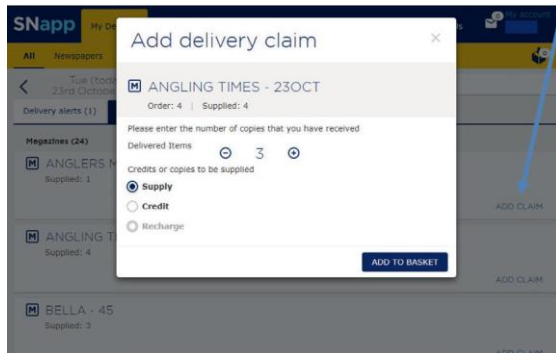 SNapp
My De
My account
All
Newspapers
Tue (toda
23rd Octobe
Delivery alerts (1)
Magazines (24)
M ANGLERS M
Supplied: 1
ADD CLAIM
M ANGLING T
Supplied: 4
ADD CLAIM
M BELLA - 45
Supplied: 3
ADD CLAIM
Add delivery claim ×
M ANGLING TIMES - 23OCT
Order: 4 | Supplied: 4
Please enter the number of copies that you have received
Delivered Items 3
Credits or copies to be supplied
Supply
Credit
Recharge
ADD TO BASKET